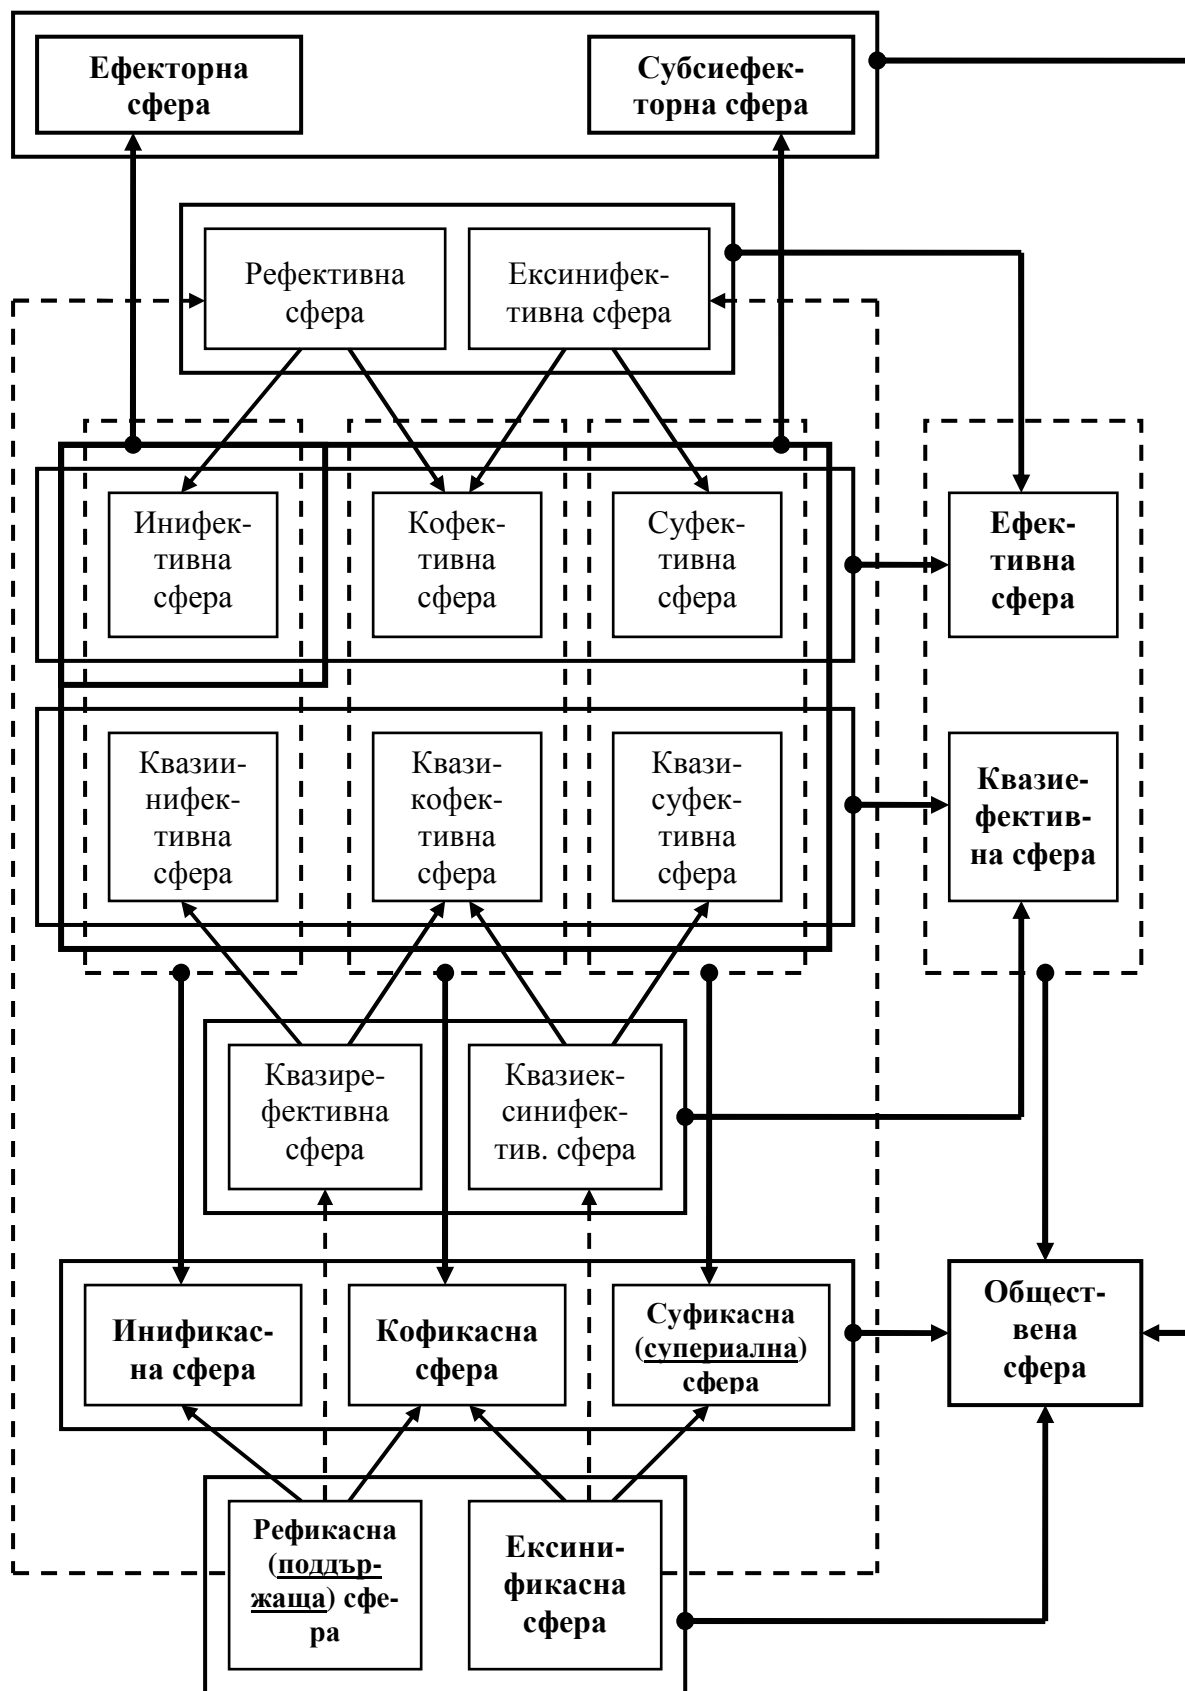 Ефекторна
сфера
Субсиефек-
торна сфера
Рефективна
сфера
Ексинифек-
тивна сфера
Инифек-
тивна
сфера
Кофек-
тивна
сфера
Суфек-
тивна
сфера
Ефек-
тивна
сфера
Квазии-
нифек-
тивна
сфера
Квази-
кофек-
тивна
сфера
Квази-
суфек-
тивна
сфера
Квазие-
фектив-
на сфера
Квазире-
фективна
сфера
Квазиек-
синифек-
тив. сфера
Инификас-
на сфера
Кофикасна
сфера
Суфикасна
(супериална)
сфера
Общест-
вена
сфера
Рефикасна
(поддър-
жаща) сфе-
ра
Ексини-
фикасна
сфера